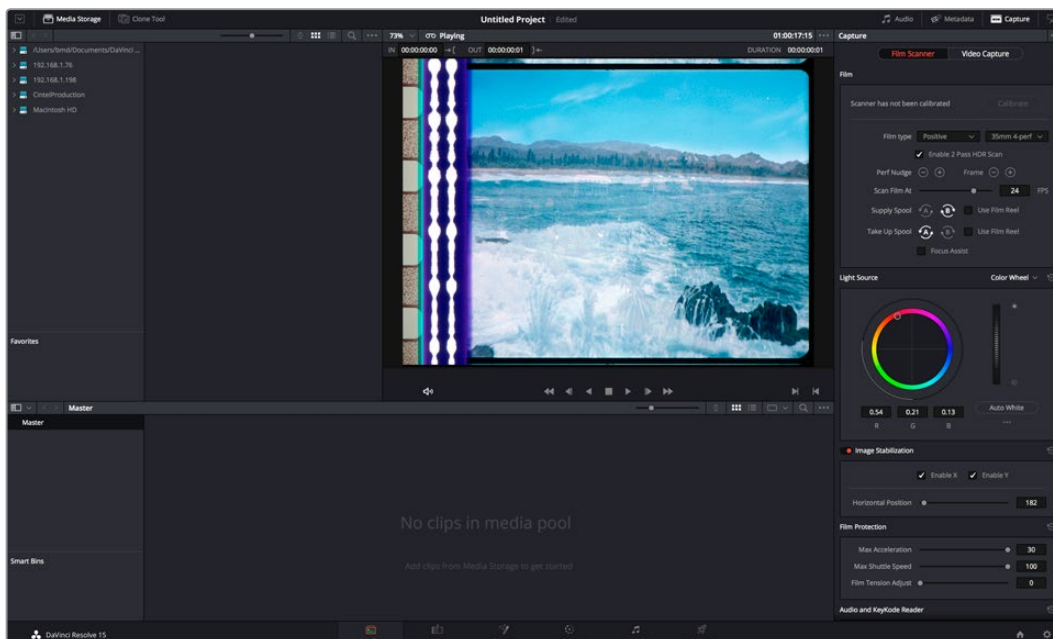 Media Storage
Clone Tool
Untitled Project
Edited
Audio
Metadata
Capture
73%
Playing
01:00:17:15
IN 00:00:00:00
OUT 00:00:00:01
DURATION 00:00:00:01
/Users/bmd/Documents/DaVinci ...
192.168.1.76
192.168.1.198
CintelProduction
Macintosh HD
Favorites
Master
Master
Smart Bins
No clips in media pool
Add clips from Media Storage to get started
Capture
Film Scanner
Video Capture
Film
Scanner has not been calibrated
Calibrate
Film type
Positive
35mm 4-perf
Enable 2 Pass HDR Scan
Perf Nudge
Frame
Scan Film At
24
FPS
Supply Spool
A
B
Use Film Reel
Take Up Spool
A
B
Use Film Reel
Focus Assist
Light Source
Color Wheel
0.54
0.21
0.13
R
G
B
Auto White
Image Stabilization
Enable X
Enable Y
Horizontal Position
182
Film Protection
Max Acceleration
30
Max Shuttle Speed
100
Film Tension Adjust
0
Audio and KeyKode Reader
DaVinci Resolve 15